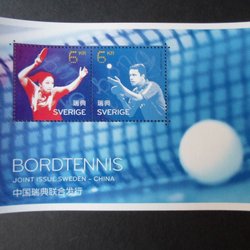 6 KR
6 KR
瑞典
SVERIGE
瑞典
SVERIGE
BORDTENNIS
JOINT ISSUE SWEDEN – CHINA
中国瑞典联合发行